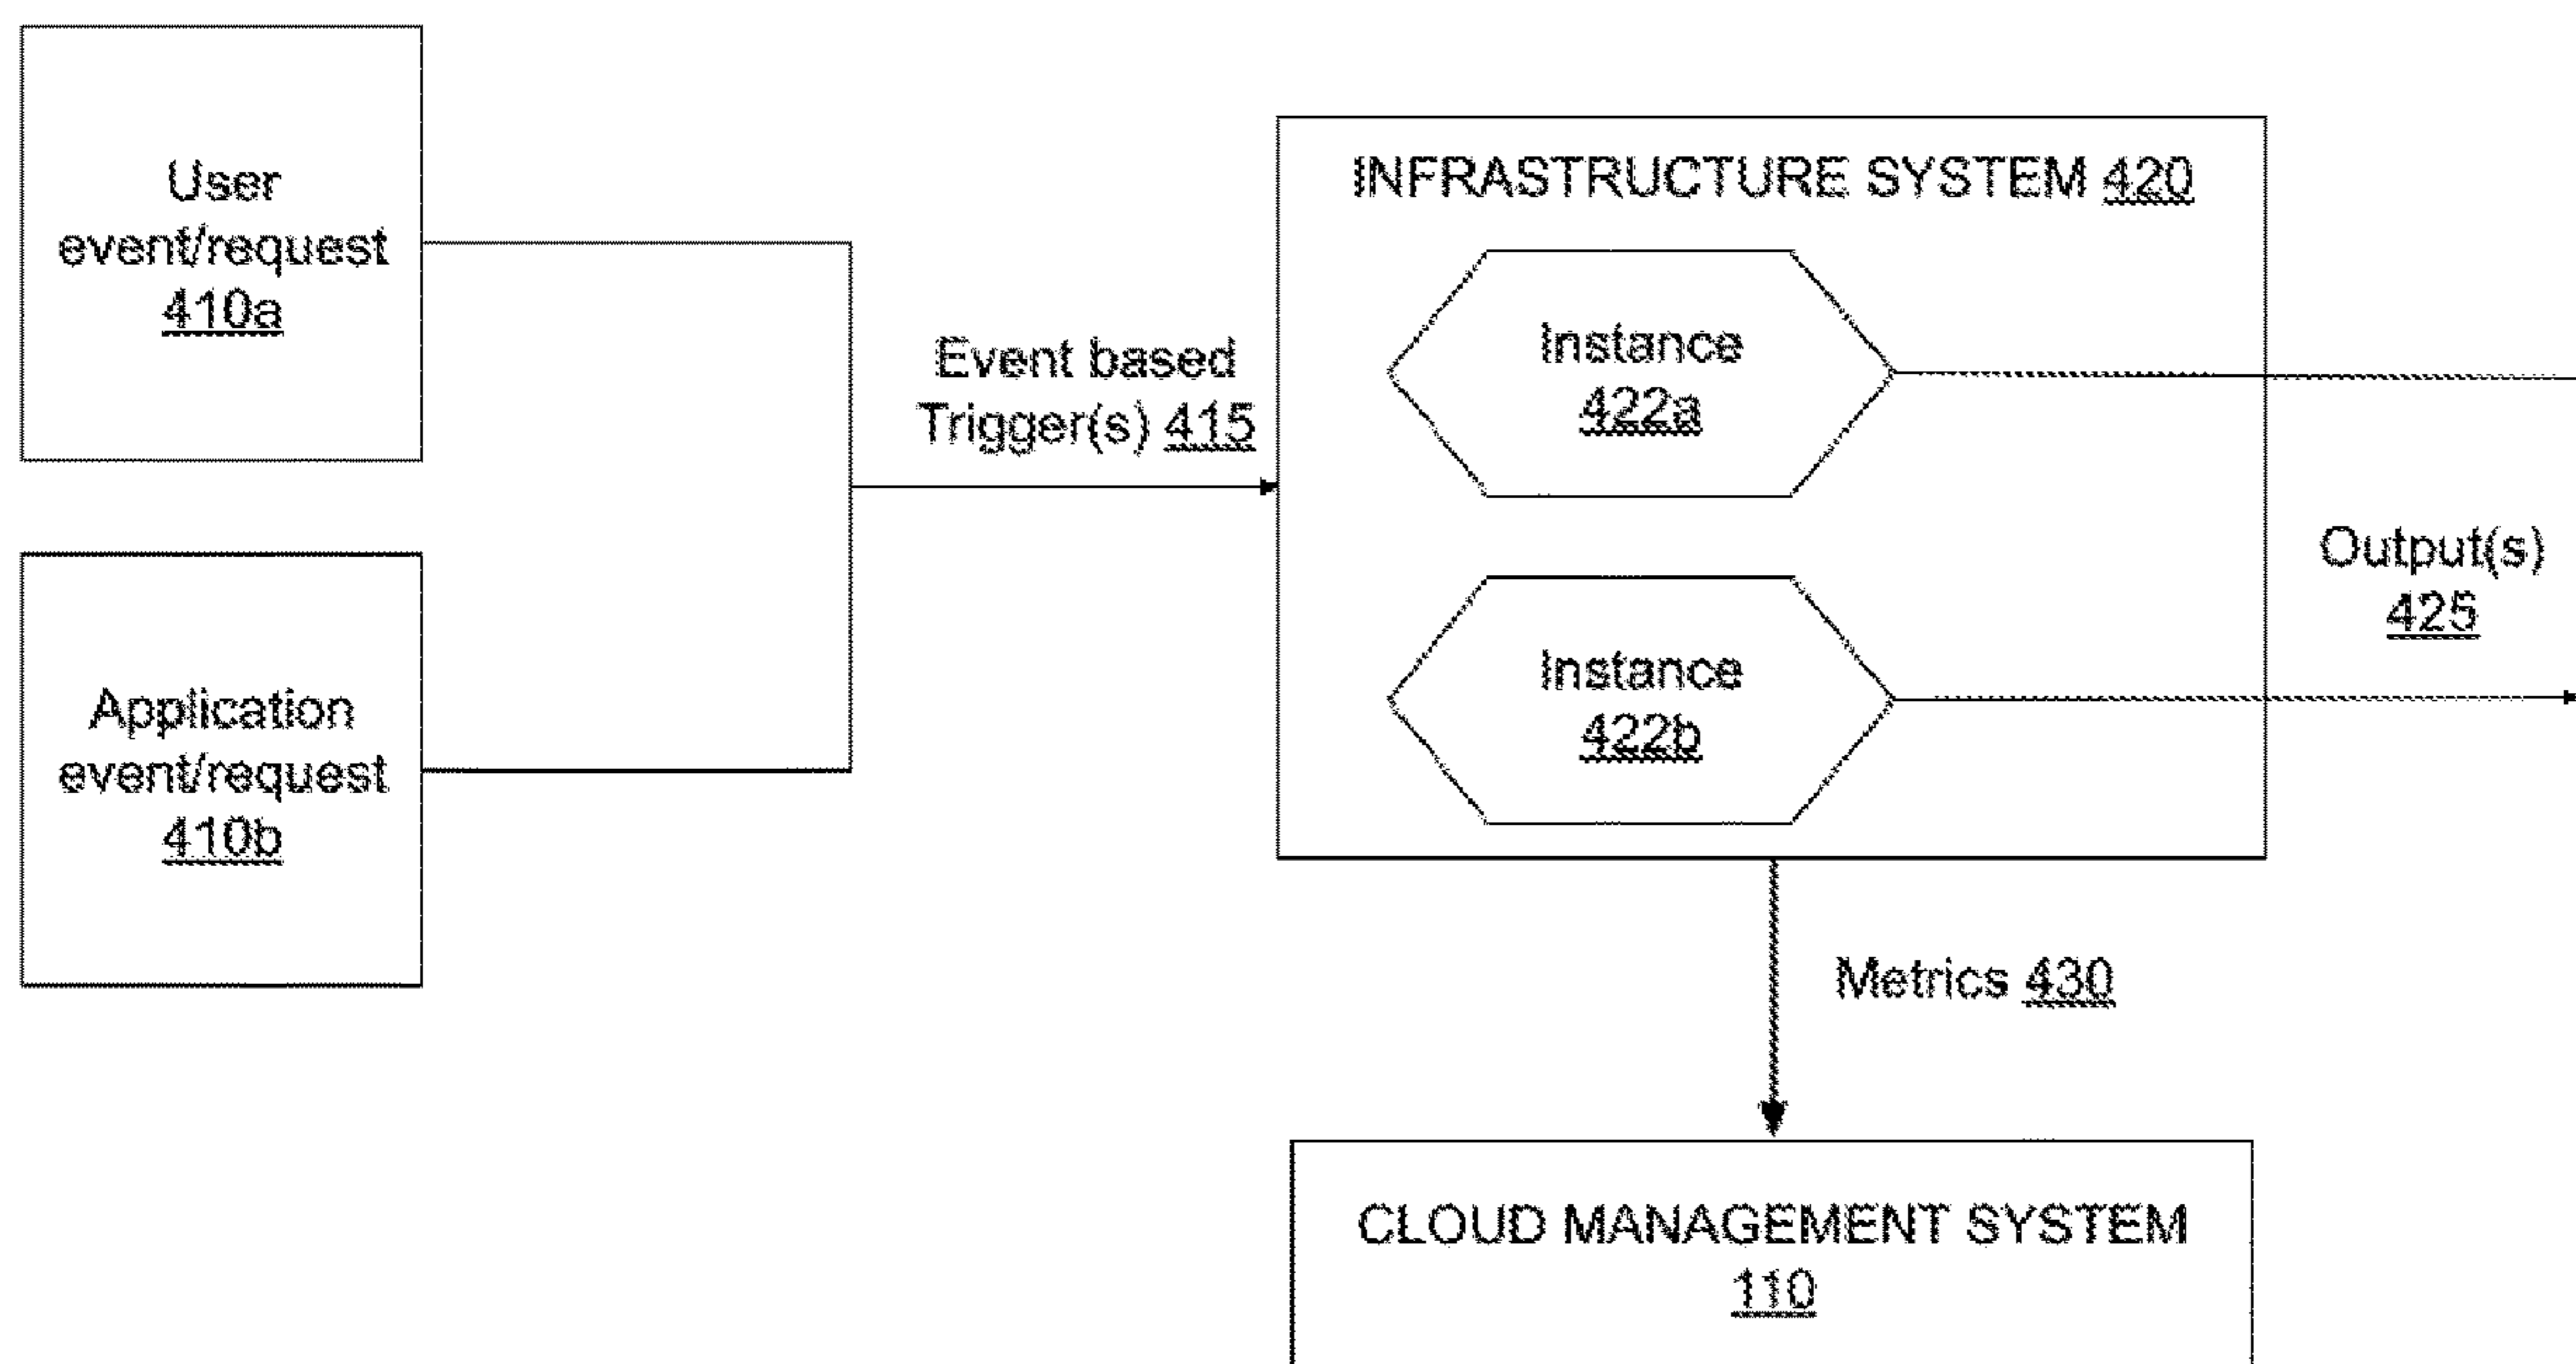 User
event/request
410a
Application
event/request
410b
Event based
Trigger(s) 415
INFRASTRUCTURE SYSTEM 420
Instance
422a
Instance
422b
Output(s)
425
Metrics 430
CLOUD MANAGEMENT SYSTEM
110